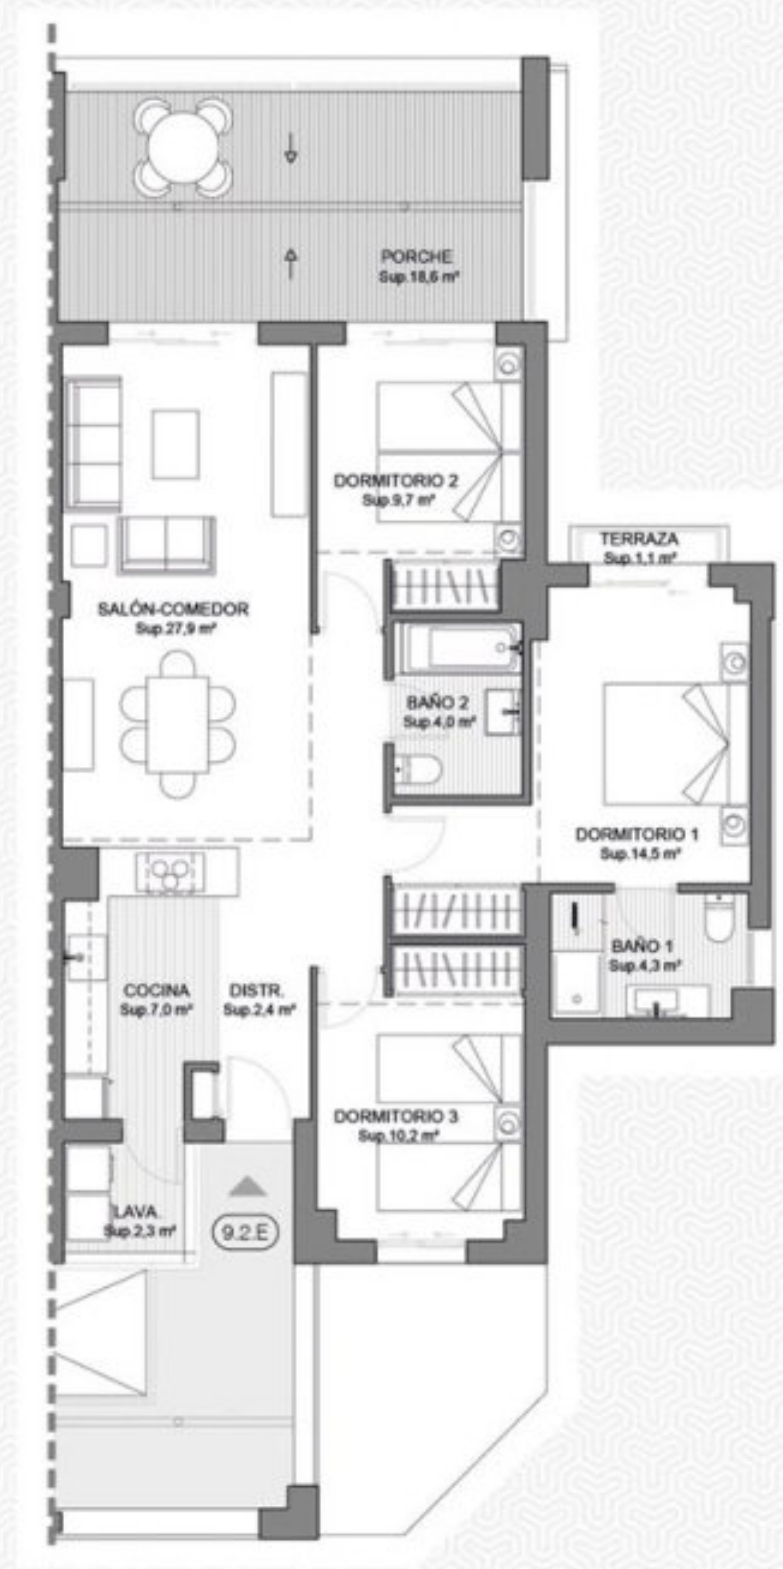 PORCHE
Sup.18,6 m²
DORMITORIO 2
Sup.9,7 m²
TERRAZA
Sup.1,1 m²
SALÓN-COMEDOR
Sup.27,9 m²
BAÑO 2
Sup.4,0 m²
DORMITORIO 1
Sup.14,5 m²
BAÑO 1
Sup.4,3 m²
COCINA
Sup.7,0 m²
DISTR.
Sup.2,4 m²
DORMITORIO 3
Sup.10,2 m²
LAVA.
Sup.2,3 m²
9.2.E